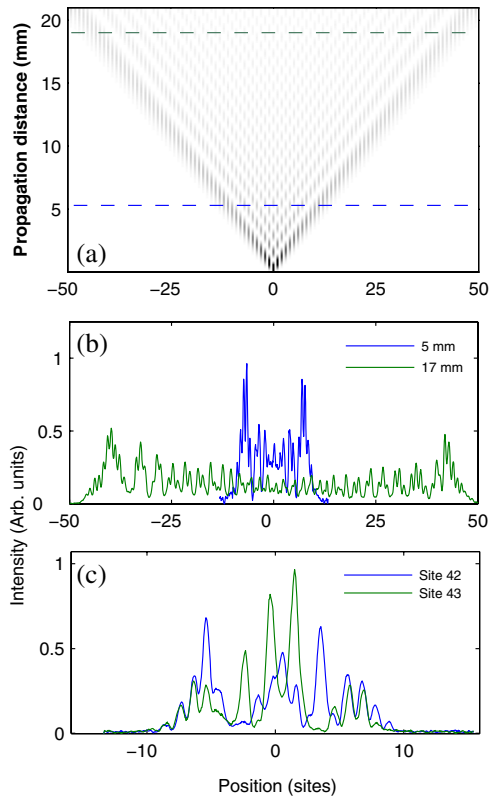 Propagation distance (mm)
20
15
10
5
(a)
−50
−25
0
25
50
Intensity (Arb. units)
(b)
1
0.5
0
5 mm
17 mm
−50
−25
0
25
50
(c)
1
0.5
0
Site 42
Site 43
−10
0
10
Position (sites)